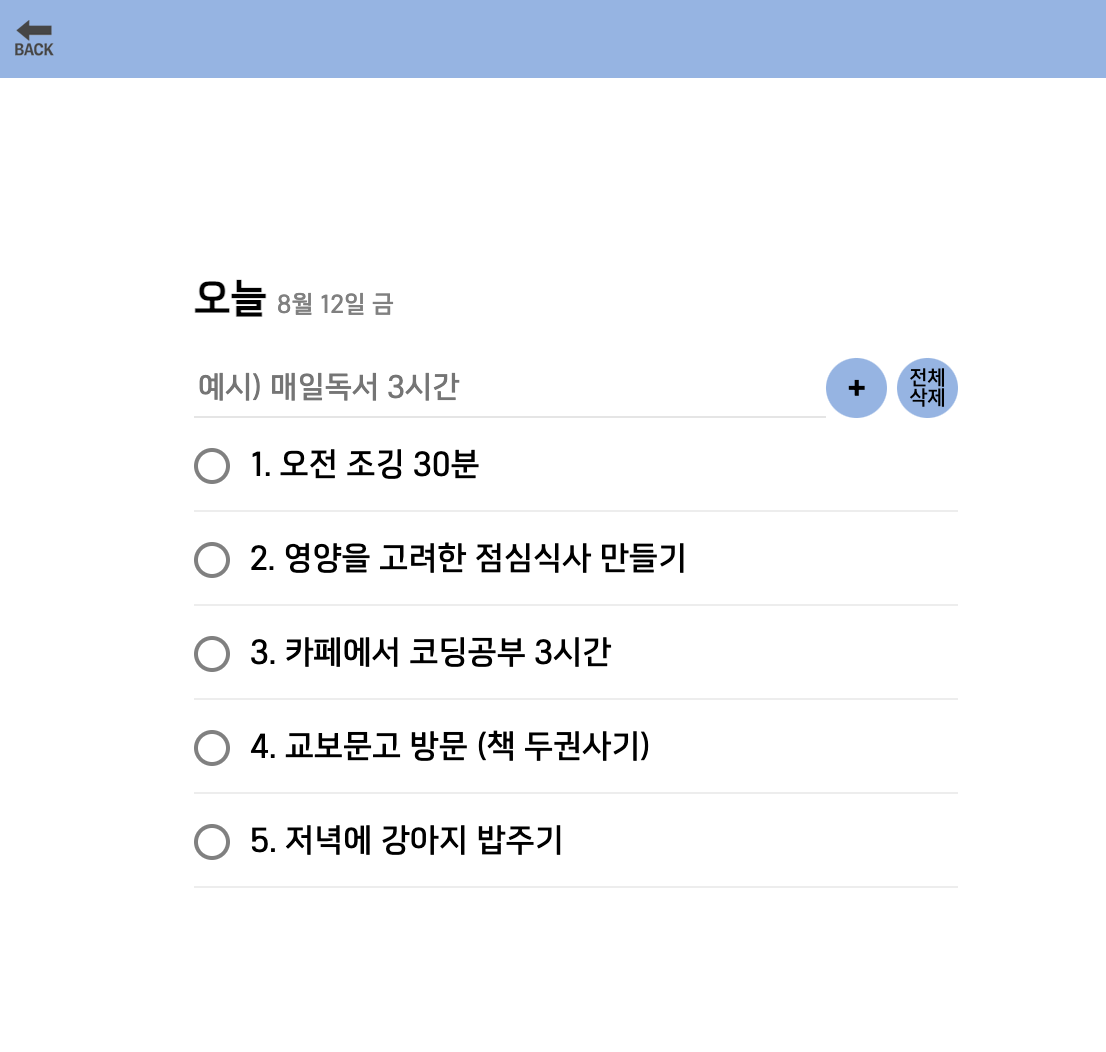 BACK
오늘 8월 12일 금
예시) 매일독서 3시간
+
전체
삭제
1. 오전 조깅 30분
2. 영양을 고려한 점심식사 만들기
3. 카페에서 코딩공부 3시간
4. 교보문고 방문 (책 두권사기)
5. 저녁에 강아지 밥주기